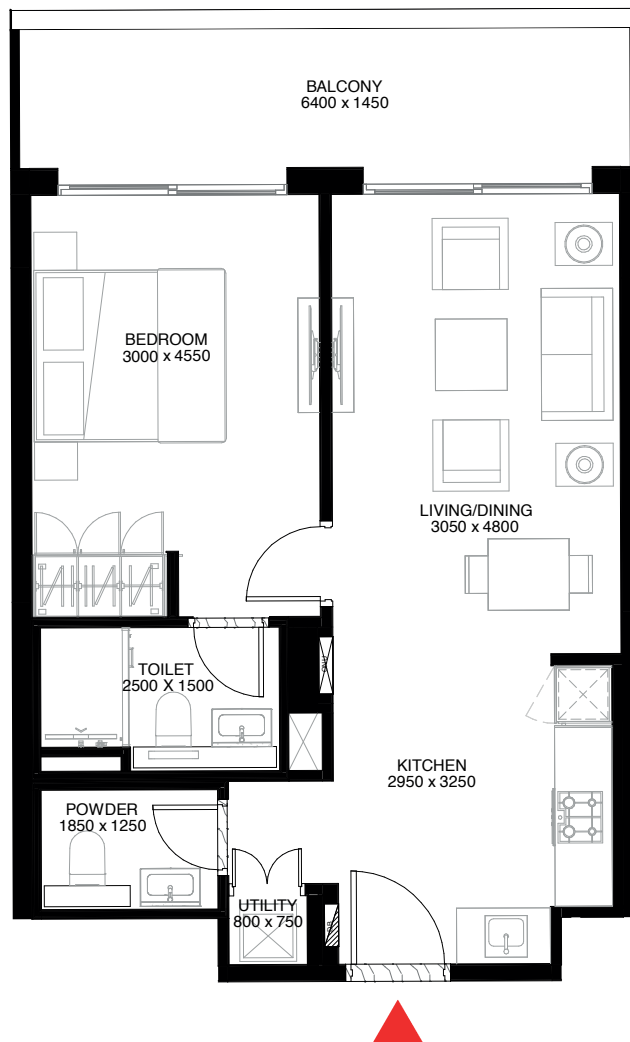 BALCONY
6400 x 1450
BEDROOM
3000 x 4550
LIVING/DINING
3050 x 4800
TOILET
2500 X 1500
KITCHEN
2950 x 3250
POWDER
1850 x 1250
UTILITY
800 x 750